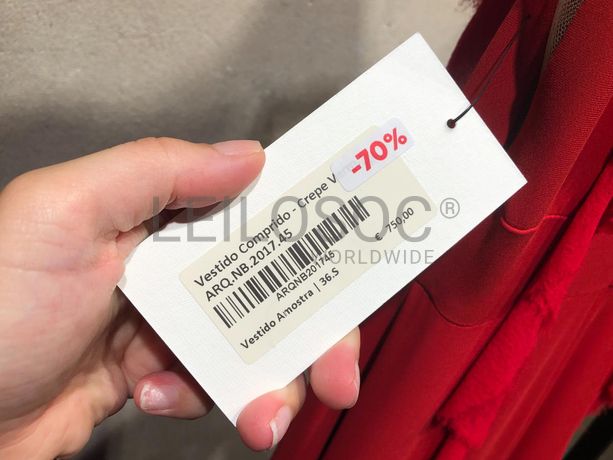 -70%
Vestido Comprido - Crepe V
ARQ.NB.2017.45
€ 750,00
ARQNB201745
Vestido Amostra | 36.S
LEILOSOC®
WORLDWIDE